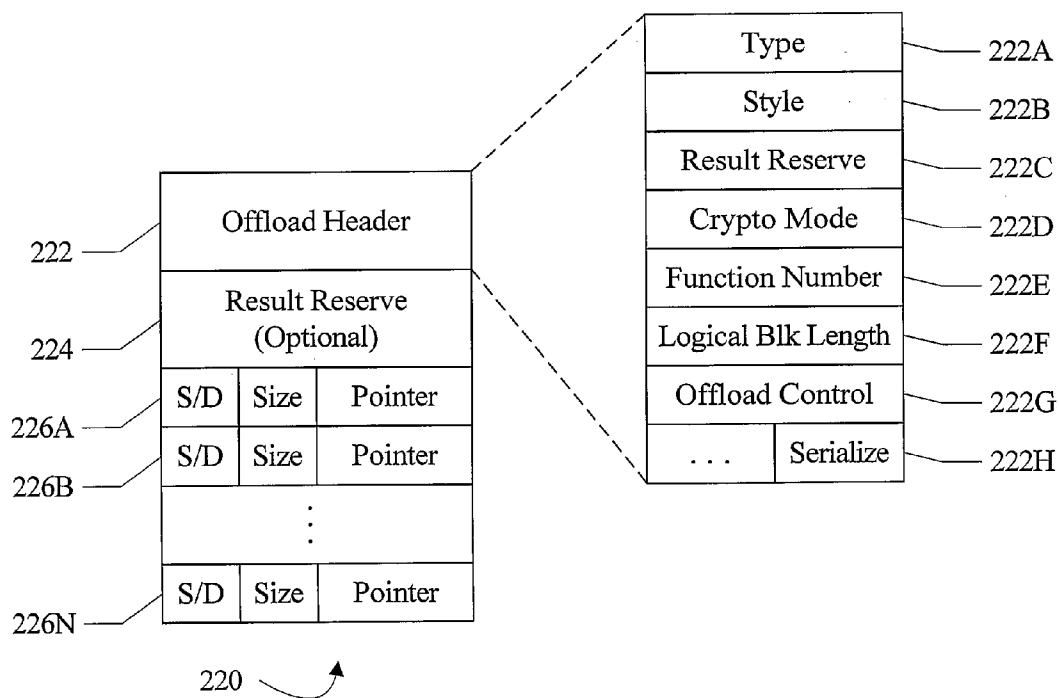 Type
222A
Style
222B
Result Reserve
222C
Crypto Mode
222D
Function Number
222E
Logical Blk Length
222F
Offload Control
222G
. . . Serialize
222H
Offload Header
222
Result Reserve
(Optional)
224
S/D Size Pointer
226A
S/D Size Pointer
226B
S/D Size Pointer
226N
220